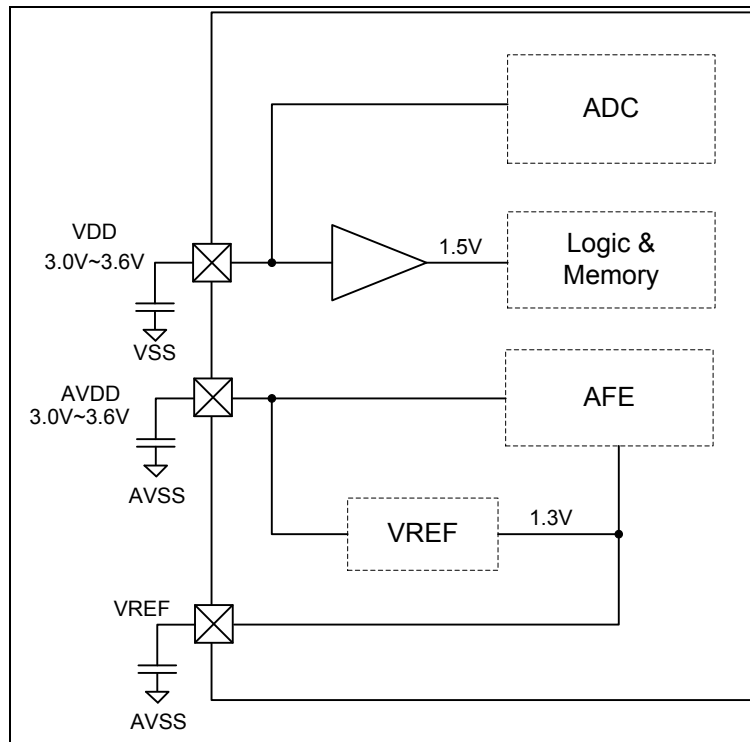 ADC
VDD
3.0V~3.6V
1.5V
Logic &
Memory
VSS
AVDD
3.0V~3.6V
AFE
AVSS
VREF
1.3V
VREF
AVSS